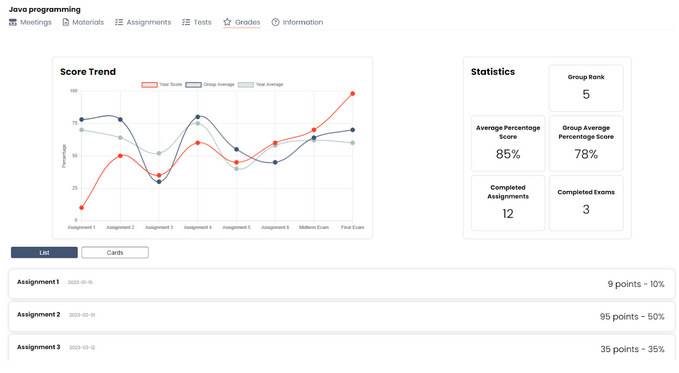 Java programming
Meetings Materials Assignments Tests Grades Information
Score Trend
Your Score Group Average Year Average
Percentage
100
75
50
25
0
Assignment 1 Assignment 2 Assignment 3 Assignment 4 Assignment 5 Assignment 6 Midterm Exam Final Exam
Statistics
Group Rank
5
Average Percentage
Score
85%
Group Average
Percentage Score
78%
Completed
Assignments
12
Completed Exams
3
List Cards
Assignment 1 2023-01-15 9 points - 10%
Assignment 2 2023-02-01 95 points - 50%
Assignment 3 2023-03-12 35 points - 35%